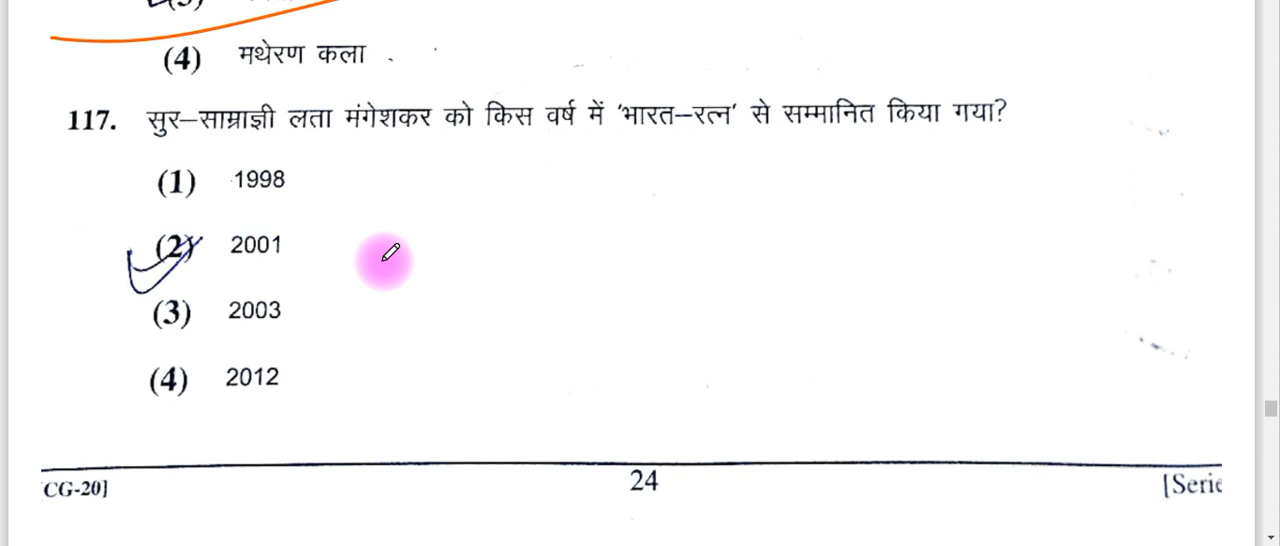 (4) मथेरण कला
117. सुर–साम्राज्ञी लता मंगेशकर को किस वर्ष में 'भारत–रत्न' से सम्मानित किया गया?
(1) 1998
(2) 2001
(3) 2003
(4) 2012
CG-20] 24 [Serie